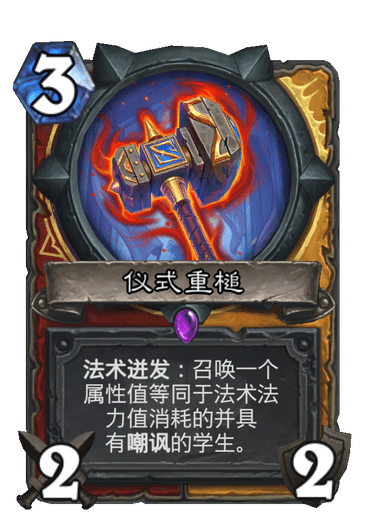 3
仪式重槌
法术迸发：召唤一个
属性值等同于法术法
力值消耗的并具
有嘲讽的学生。
2
2